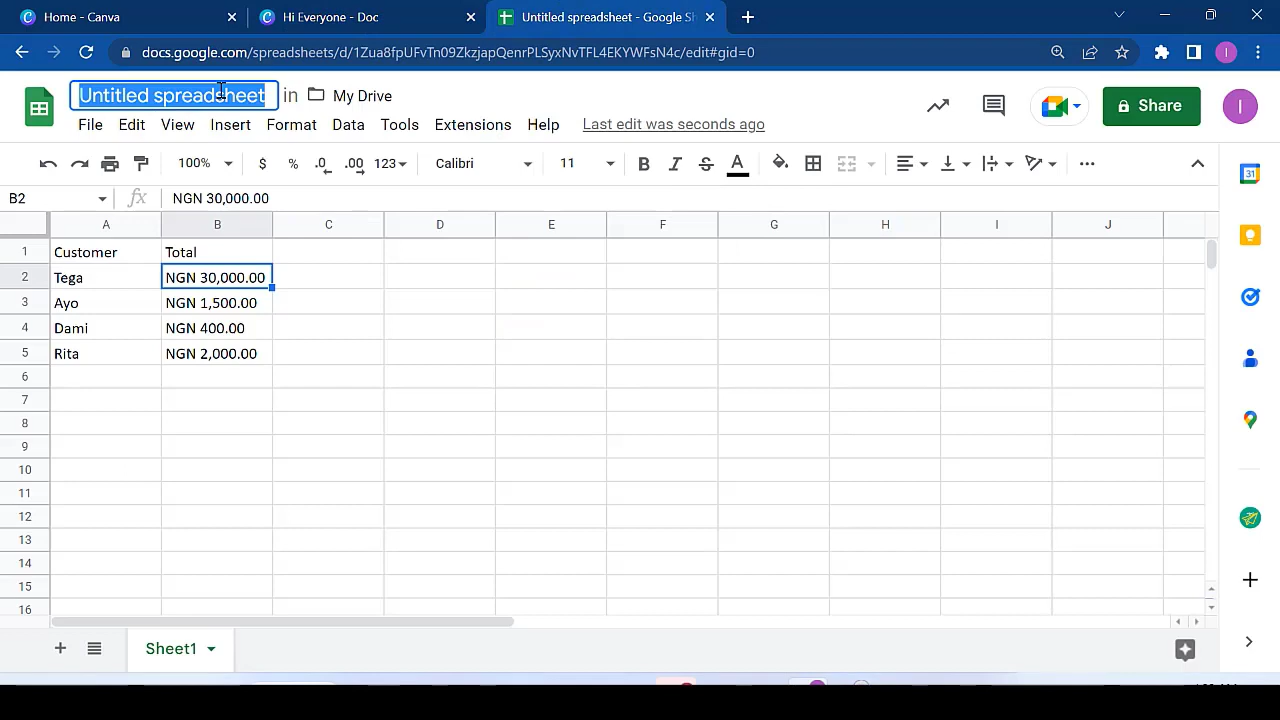 Home - Canva
Hi Everyone - Doc
Untitled spreadsheet - Google Sh
docs.google.com/spreadsheets/d/1Zua8fpUFvTn09ZkzjapQenrPLSyxNvTFL4EKYWFsN4c/edit#gid=0
I
Untitled spreadsheet in My Drive
File Edit View Insert Format Data Tools Extensions Help Last edit was seconds ago
Share
I
100% $ % .0 .00 123 Calibri 11 B I S A
B2 fx NGN 30,000.00
A B C D E F G H I J
1 Customer Total
2 Tega NGN 30,000.00
3 Ayo NGN 1,500.00
4 Dami NGN 400.00
5 Rita NGN 2,000.00
6
7
8
9
10
11
12
13
14
15
16
Sheet1
31